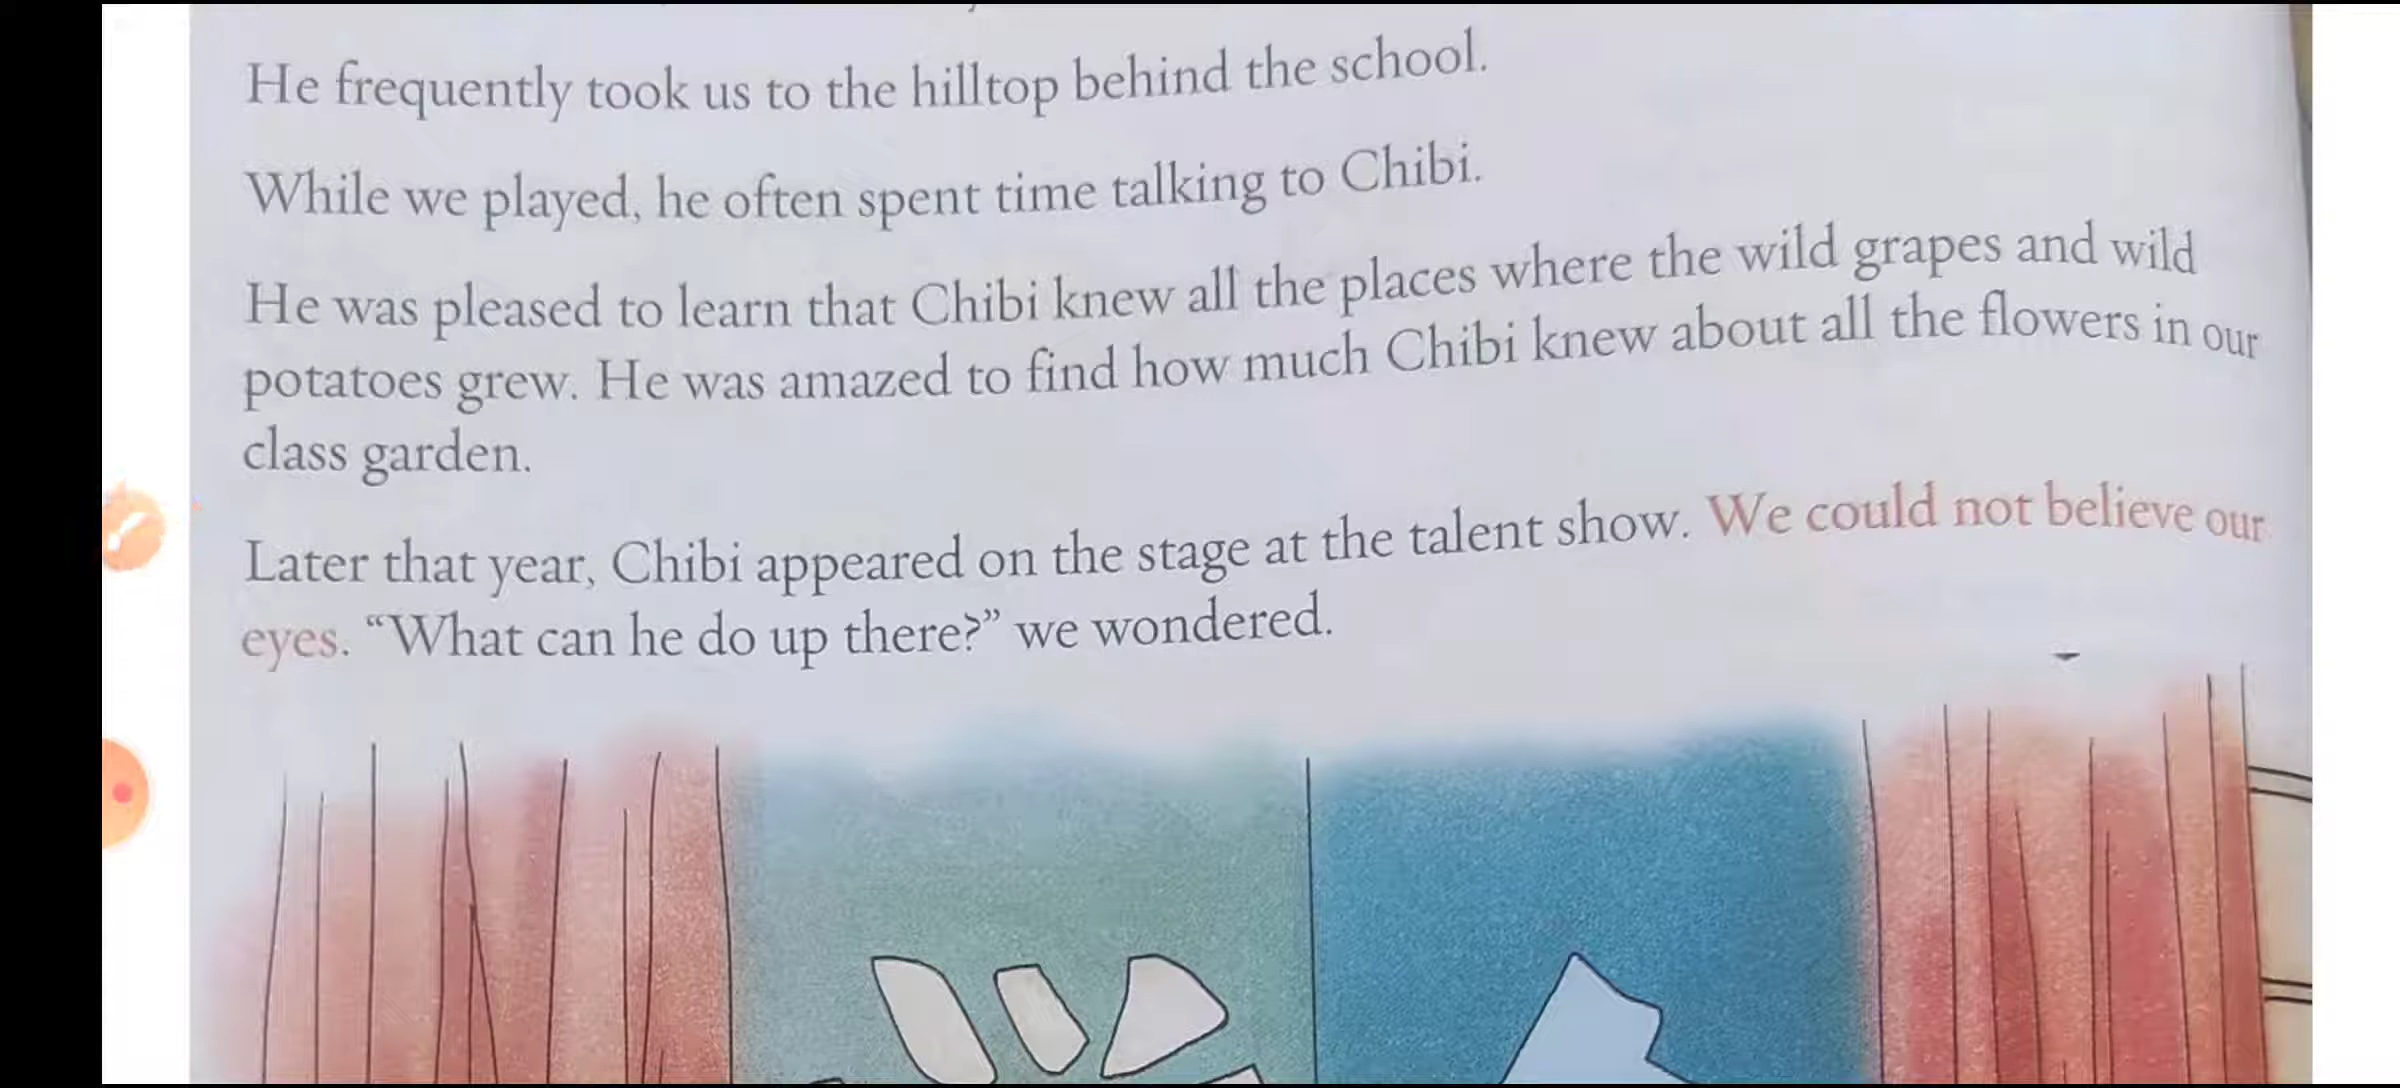 He frequently took us to the hilltop behind the school.
While we played, he often spent time talking to Chibi.
He was pleased to learn that Chibi knew all the places where the wild grapes and wild
potatoes grew. He was amazed to find how much Chibi knew about all the flowers in our
class garden.
Later that year, Chibi appeared on the stage at the talent show. We could not believe our
eyes. “What can he do up there?” we wondered.